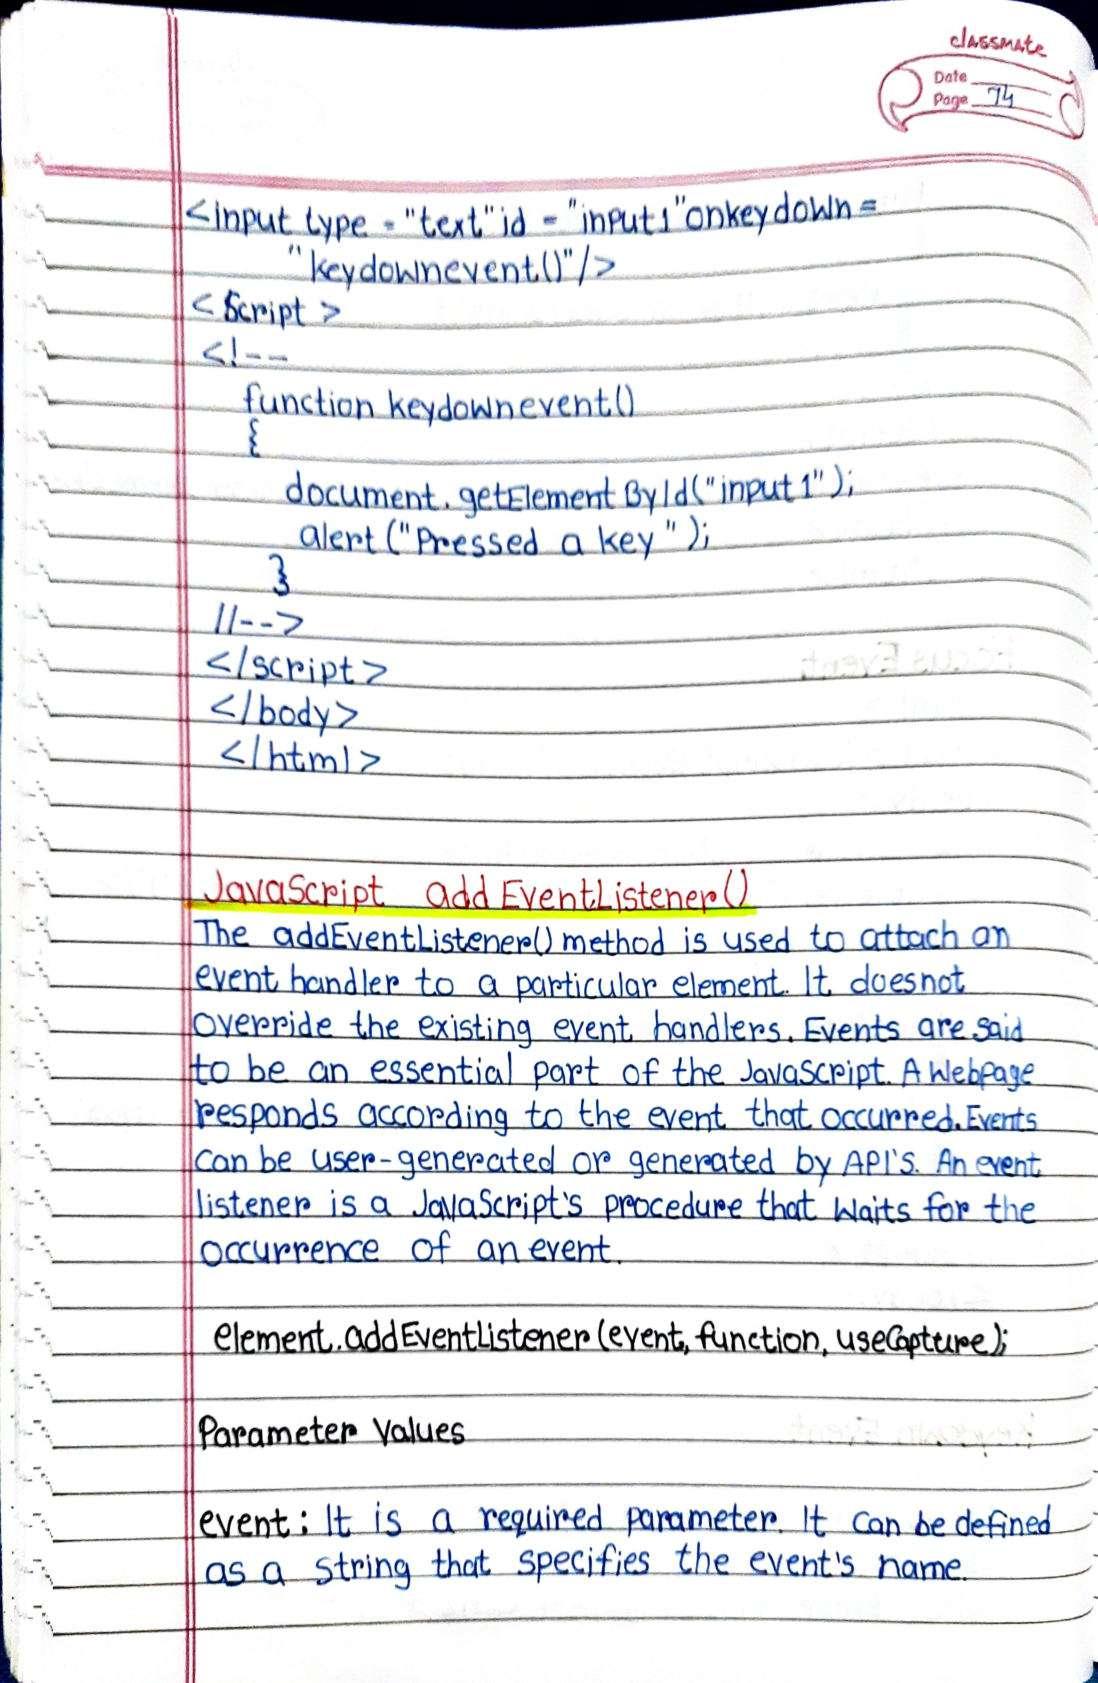 classmate
Date
Page 74
<input type = "text" id = "input1" onkeydown =
"keydownevent()"/>
<Script>
<!--
function keydownevent()
{
document.getElementById("input1");
alert("Pressed a key");
}
//-->
</script>
</body>
</html>
JavaScript addEventListener()
The addEventListener() method is used to attach an
event handler to a particular element. It doesnot
override the existing event handlers. Events are said
to be an essential part of the JavaScript. A Webpage
responds according to the event that occurred. Events
can be user-generated or generated by API'S. An event
listener is a JavaScript's procedure that waits for the
occurrence of an event.
element.addEventListener(event, function, useCapture);
Parameter Values
event: It is a required parameter. It can be defined
as a string that specifies the event's name.